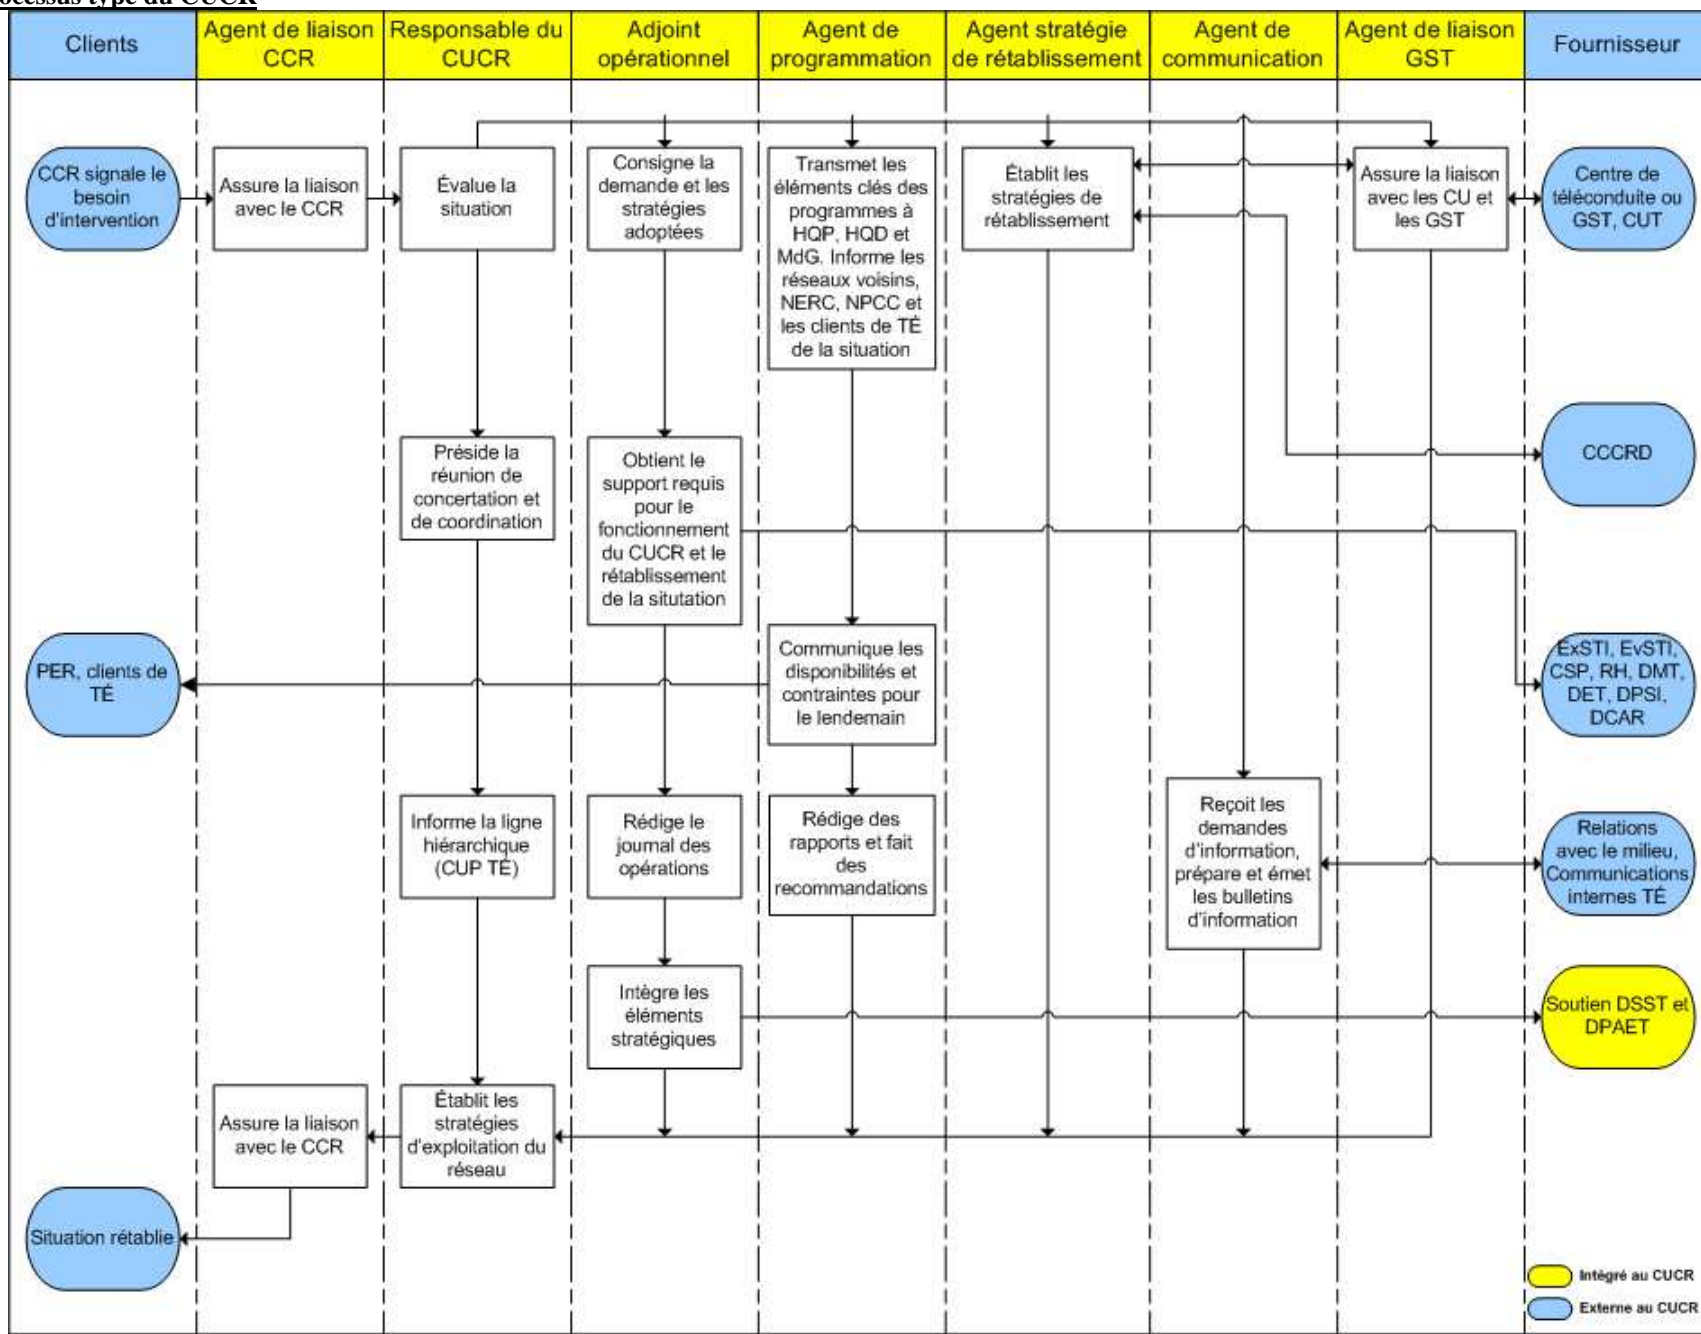 ocessus type du CUCR
Clients
Agent de liaison
CCR
Responsable du
CUCR
Adjoint
opérationnel
Agent de
programmation
Agent stratégie
de rétablissement
Agent de
communication
Agent de liaison
GST
Fournisseur
CCR signale le
besoin
d'intervention
Assure la liaison
avec le CCR
Évalue la
situation
Consigne la
demande et les
stratégies
adoptées
Transmet les
éléments clés des
programmes à
HQP, HQD et
MdG. Informe les
réseaux voisins,
NERC, NPCC et
les clients de TÉ
de la situation
Établit les
stratégies de
rétablissement
Assure la liaison
avec les CU et
les GST
Centre de
téléconduite ou
GST, CUT
Préside la
réunion de
concertation et
de coordination
Obtient le
support requis
pour le
fonctionnement
du CUCR et le
rétablissement
de la situtation
CCCRD
PER, clients de
TÉ
Communique les
disponibilités et
contraintes pour
le lendemain
ExSTI, EvSTI,
CSP, RH, DMT,
DET, DPSI,
DCAR
Informe la ligne
hiérarchique
(CUP TÉ)
Rédige le
journal des
opérations
Rédige des
rapports et fait
des
recommandations
Reçoit les
demandes
d'information,
prépare et émet
les bulletins
d'information
Relations
avec le milieu,
Communications
internes TÉ
Intègre les
éléments
stratégiques
Soutien DSST et
DPAET
Assure la liaison
avec le CCR
Établit les
stratégies
d'exploitation du
réseau
Situation rétablie
Intégré au CUCR
Externe au CUCR